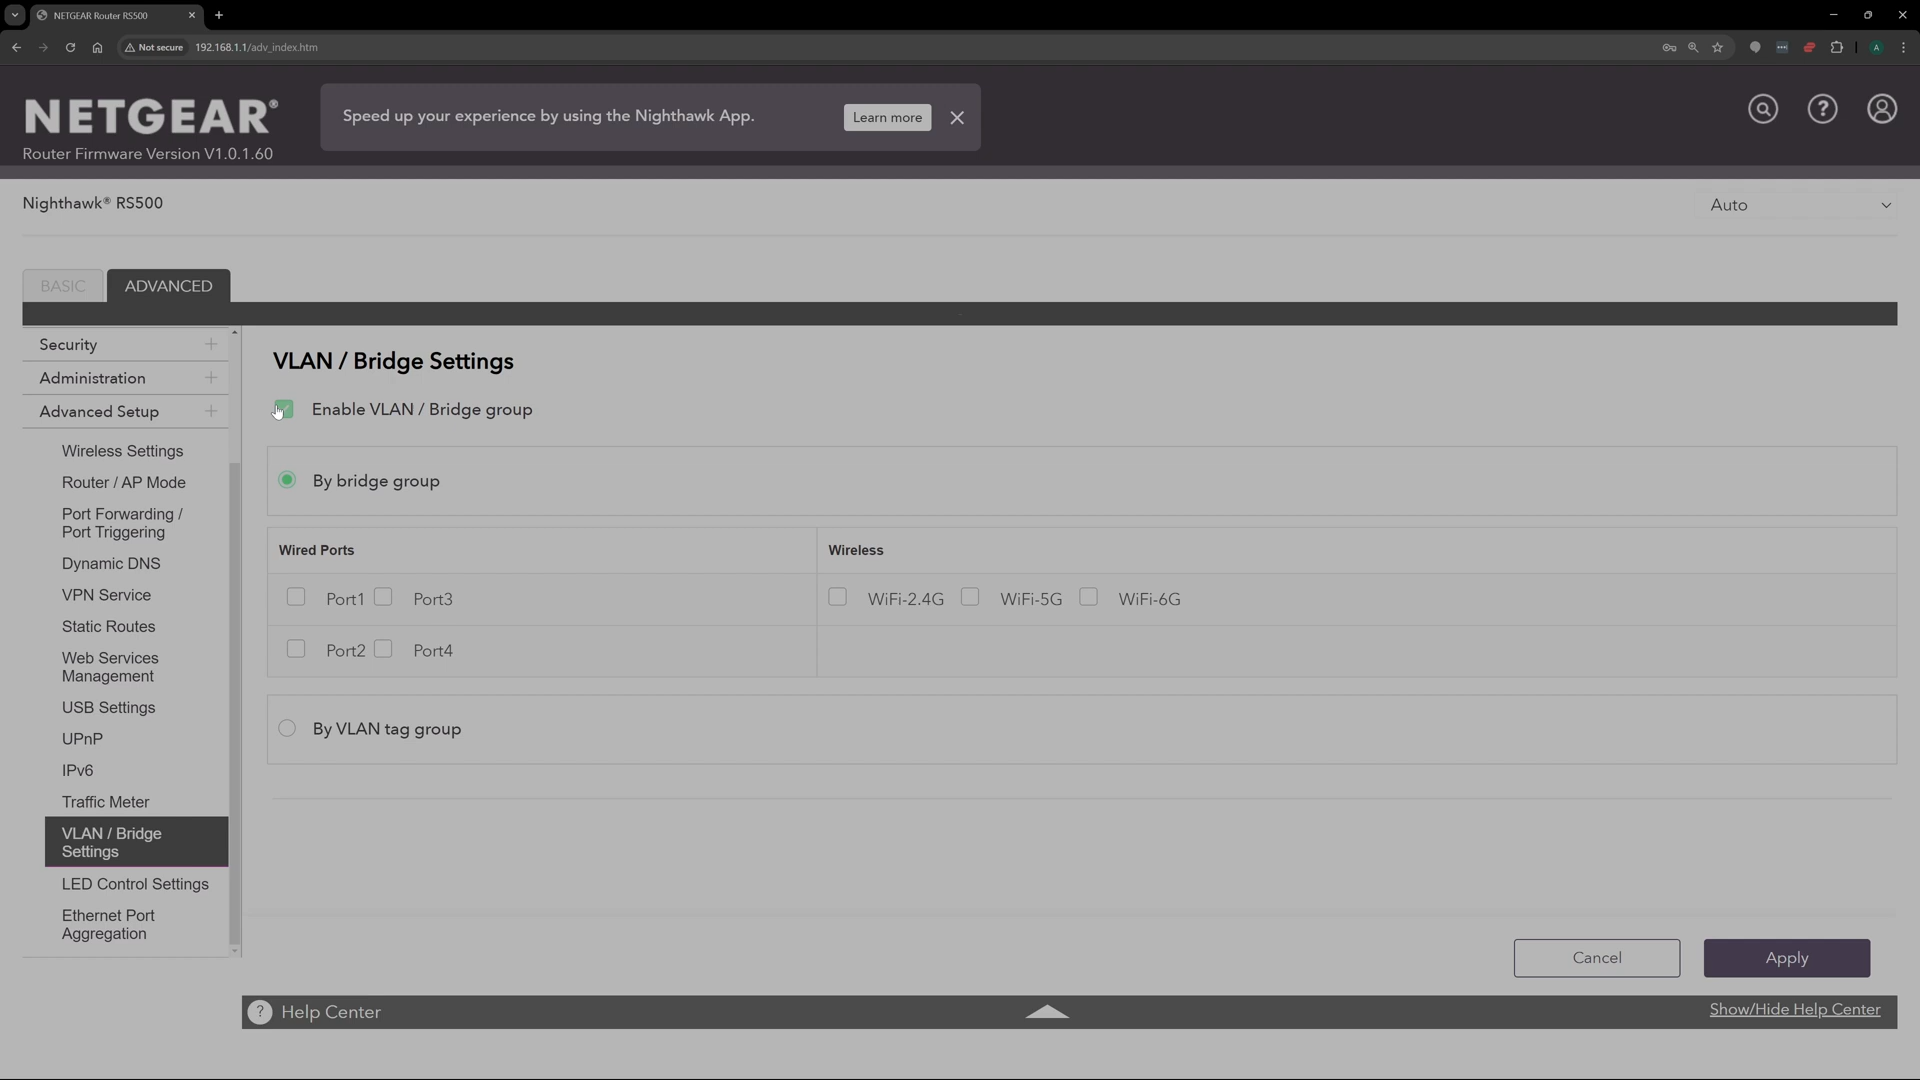 NETGEAR Router RS500
Not secure
192.168.1.1/adv_index.htm
A
NETGEAR®
Router Firmware Version V1.0.1.60
Speed up your experience by using the Nighthawk App.
Learn more
Nighthawk® RS500
Auto
BASIC
ADVANCED
Security
Administration
Advanced Setup
Wireless Settings
Router / AP Mode
Port Forwarding /
Port Triggering
Dynamic DNS
VPN Service
Static Routes
Web Services
Management
USB Settings
UPnP
IPv6
Traffic Meter
VLAN / Bridge
Settings
LED Control Settings
Ethernet Port
Aggregation
VLAN / Bridge Settings
Enable VLAN / Bridge group
By bridge group
Wired Ports
Wireless
Port1 Port3
WiFi-2.4G WiFi-5G WiFi-6G
Port2 Port4
By VLAN tag group
Cancel
Apply
? Help Center
Show/Hide Help Center